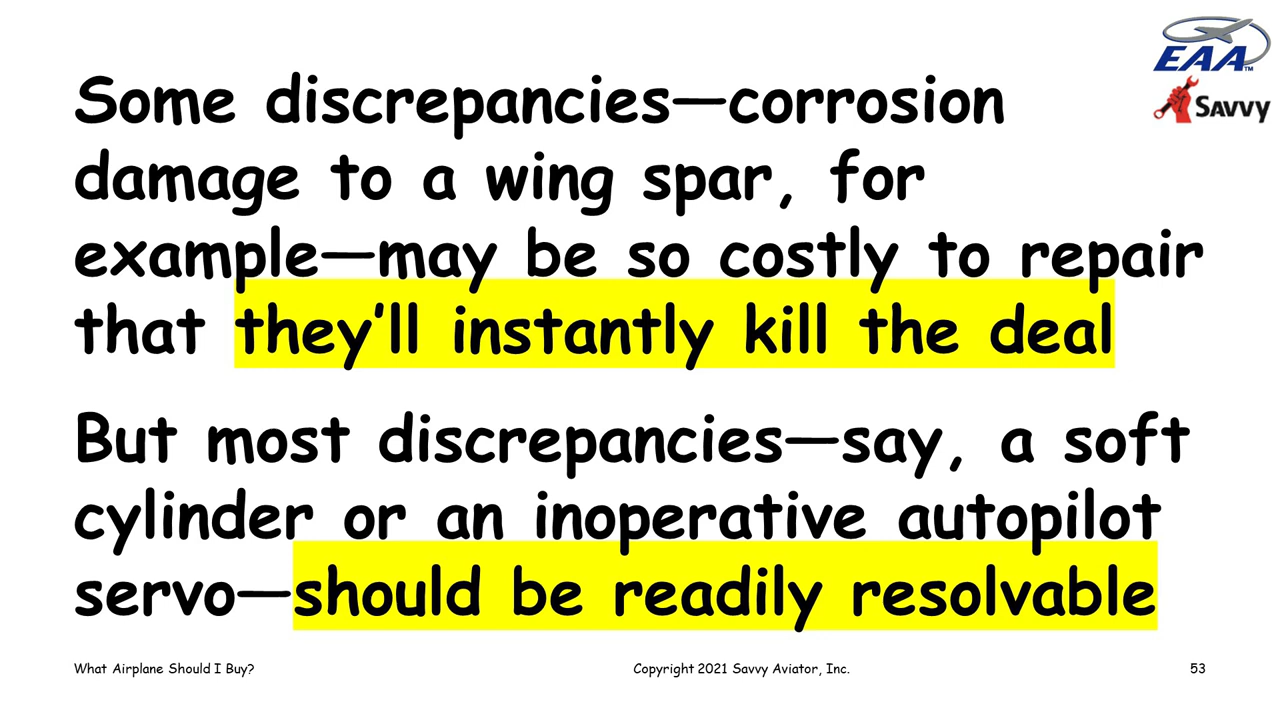 EAA™
Savvy
Some discrepancies—corrosion
damage to a wing spar, for
example—may be so costly to repair
that they’ll instantly kill the deal
But most discrepancies—say, a soft
cylinder or an inoperative autopilot
servo—should be readily resolvable
What Airplane Should I Buy?
Copyright 2021 Savvy Aviator, Inc.
53